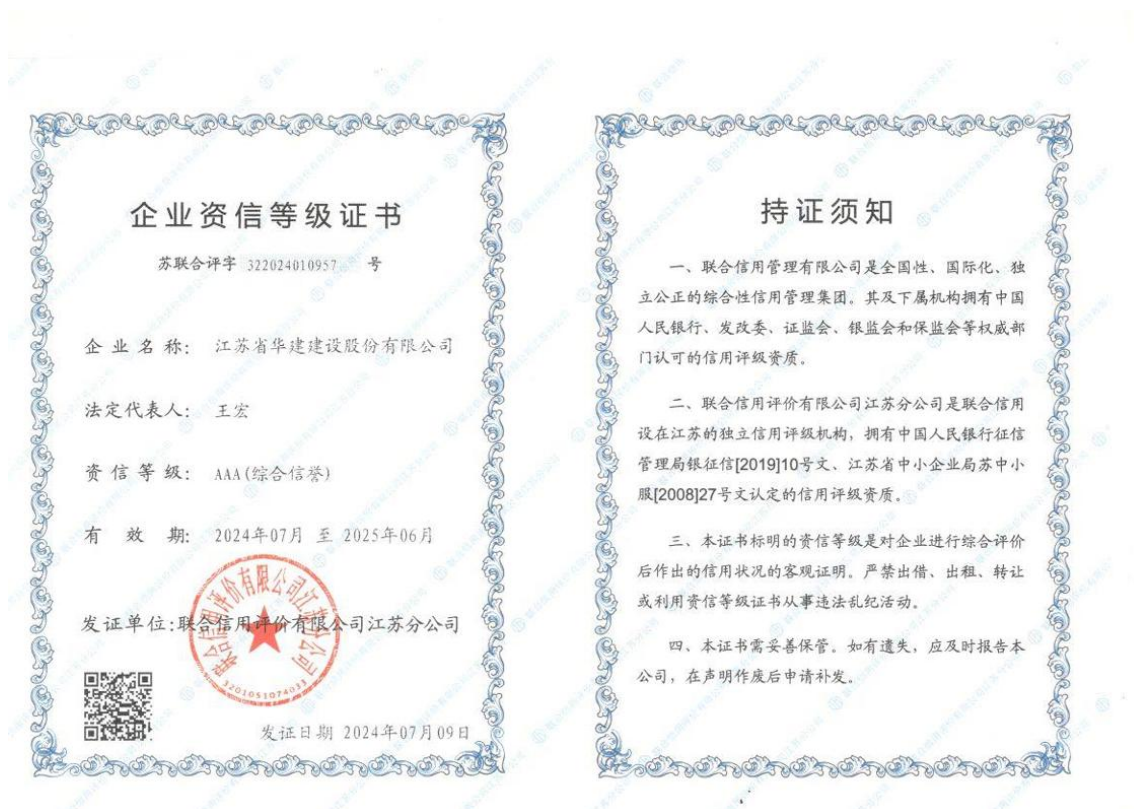 企业资信等级证书
苏联合评字 322024010957 号
企业名称: 江苏省华建建设股份有限公司
法定代表人: 王宏
资信等级: AAA(综合信誉)
有效期: 2024年07月 至 2025年06月
发证单位:联合信用评价有限公司江苏分公司
联合信用评价有限公司江苏分公司
3201051074033
发证日期 2024年07月09日
持证须知
一、联合信用管理有限公司是全国性、国际化、独
立公正的综合性信用管理集团。其及下属机构拥有中国
人民银行、发改委、证监会、银监会和保监会等权威部
门认可的信用评级资质。
二、联合信用评价有限公司江苏分公司是联合信用
设在江苏的独立信用评级机构，拥有中国人民银行征信
管理局银征信[2019]10号文、江苏省中小企业局苏中小
服[2008]27号文认定的信用评级资质。
三、本证书标明的资信等级是对企业进行综合评价
后作出的信用状况的客观证明。严禁出借、出租、转让
或利用资信等级证书从事违法乱纪活动。
四、本证书需妥善保管。如有遗失，应及时报告本
公司，在声明作废后申请补发。